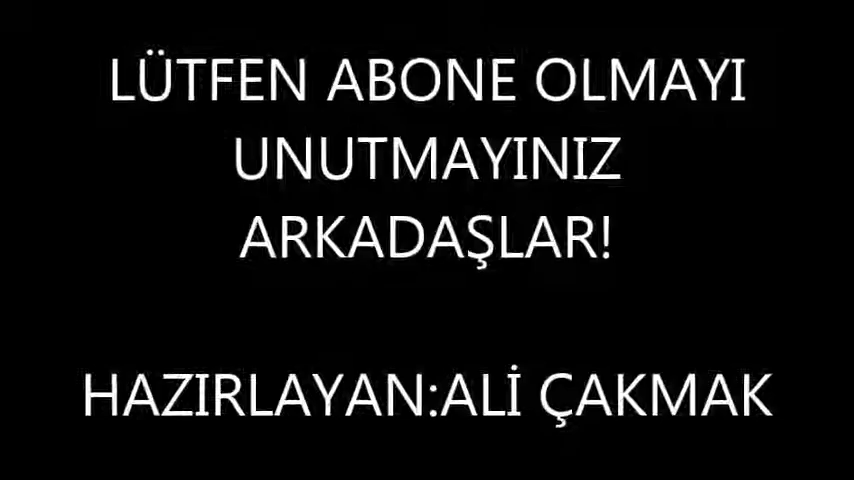 LÜTFEN ABONE OLMAYI
UNUTMAYINIZ
ARKADAŞLAR!
HAZIRLAYAN:ALİ ÇAKMAK